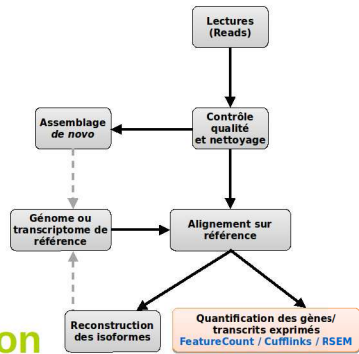 Lectures
(Reads)
Contrôle
qualité
et nettoyage
Assemblage
de novo
Génome ou
transcriptome de
référence
Alignement sur
référence
Reconstruction
des isoformes
Quantification des gènes/
transcrits exprimés
FeatureCount / Cufflinks / RSEM
on